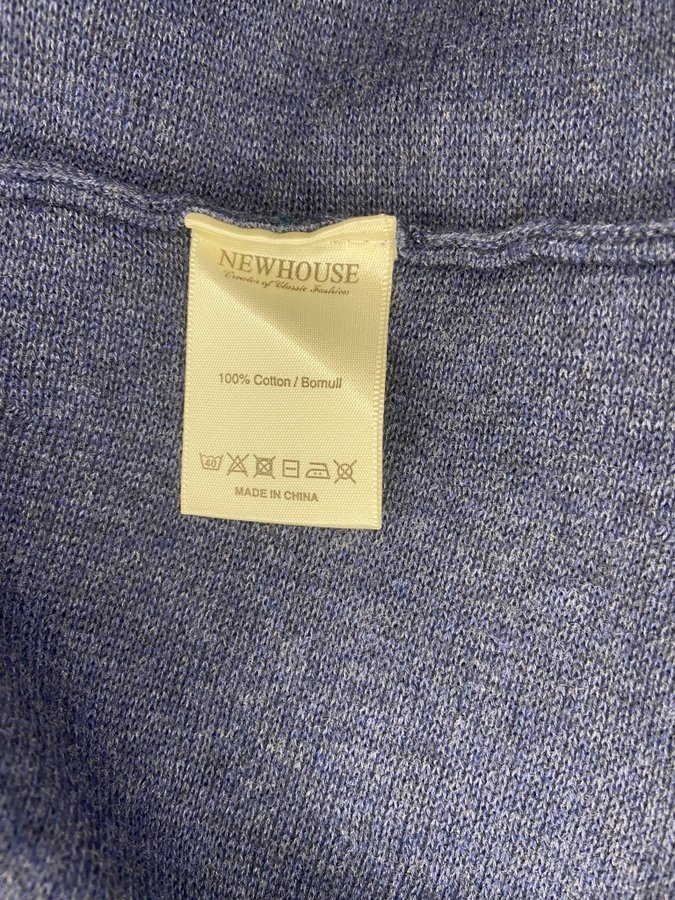 NEWHOUSE
Creator of Classic Fashion
100% Cotton / Bomull
40
MADE IN CHINA